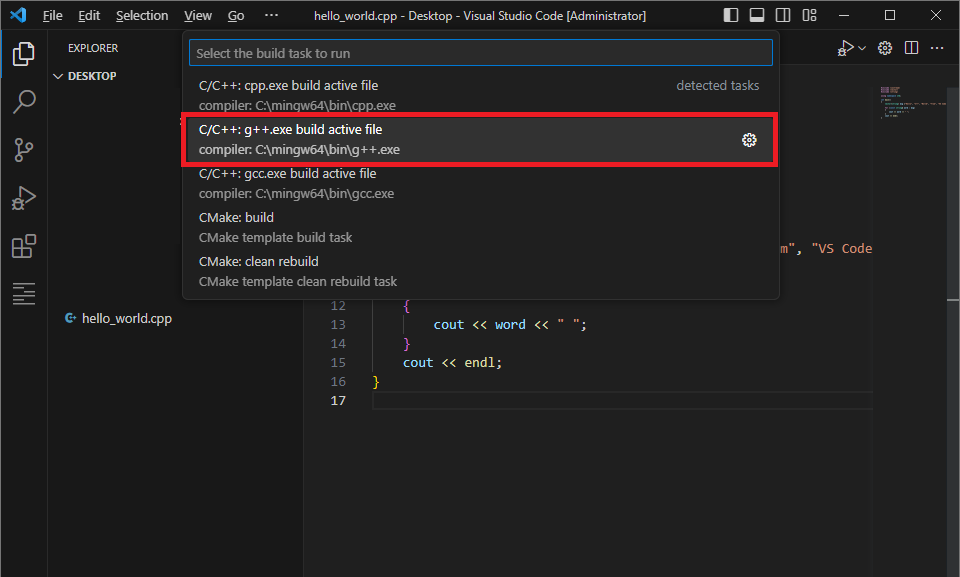 File Edit Selection View Go ··· hello_world.cpp - Desktop - Visual Studio Code [Administrator]
EXPLORER
DESKTOP
hello_world.cpp
Select the build task to run
C/C++: cpp.exe build active file detected tasks
compiler: C:\mingw64\bin\cpp.exe
C/C++: g++.exe build active file
compiler: C:\mingw64\bin\g++.exe
C/C++: gcc.exe build active file
compiler: C:\mingw64\bin\gcc.exe
CMake: build
CMake template build task
CMake: clean rebuild
CMake template clean rebuild task
m", "VS Code
12 {
13 cout << word << " ";
14 }
15 cout << endl;
16 }
17